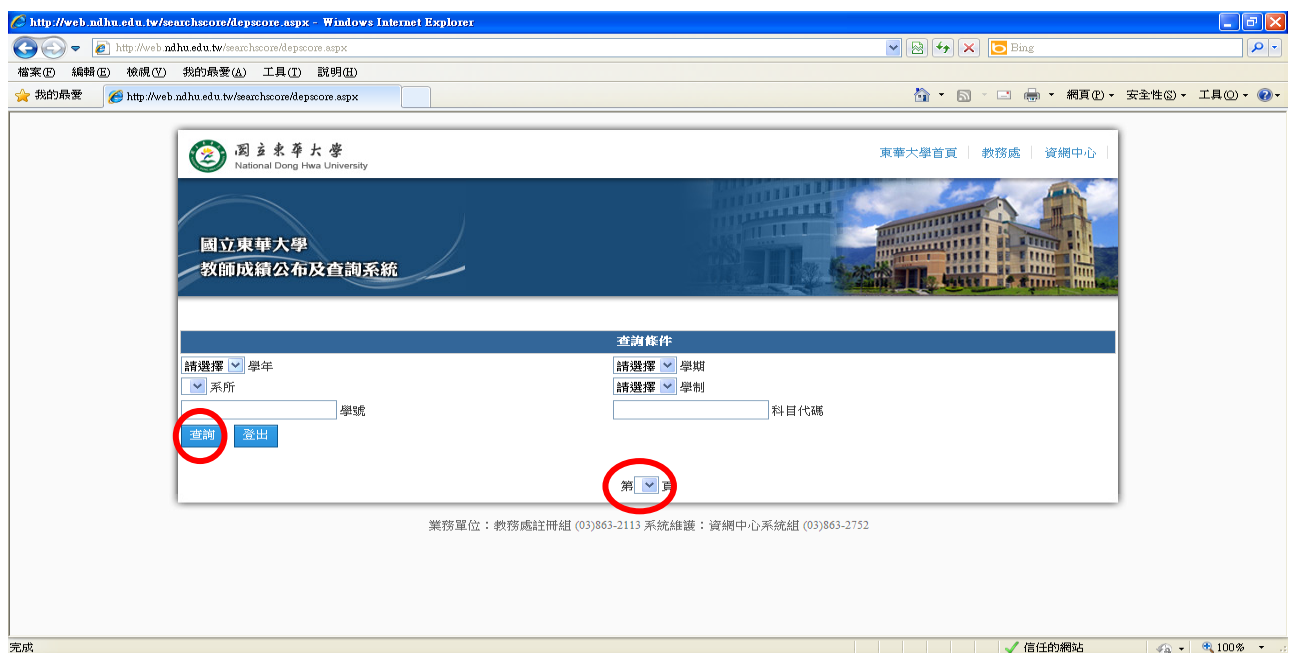 http://web.ndhu.edu.tw/searchscore/depscore.aspx - Windows Internet Explorer
http://web.ndhu.edu.tw/searchscore/depscore.aspx
Bing
檔案(F) 編輯(E) 檢視(V) 我的最愛(A) 工具(T) 說明(H)
我的最愛 http://web.ndhu.edu.tw/searchscore/depscore.aspx 網頁(P) 安全性(S) 工具(O)
國立東華大學
National Dong Hwa University
東華大學首頁 教務處 資網中心
國立東華大學
教師成績公布及查詢系統
查詢條件
請選擇 學年 請選擇 學期
系所 請選擇 學制
學號 科目代碼
查詢 登出
第 頁
業務單位：教務處註冊組 (03)863-2113 系統維護：資網中心系統組 (03)863-2752
完成 信任的網站 100%